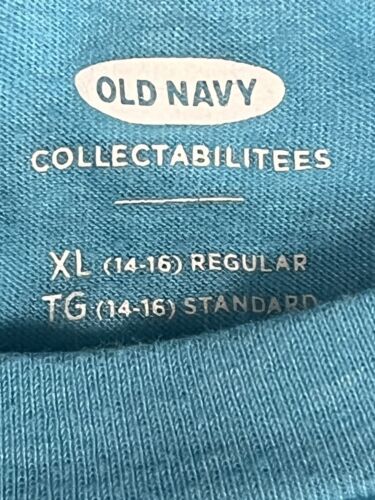 OLD NAVY
COLLECTABILITEES
XL (14-16) REGULAR
TG (14-16) STANDARD